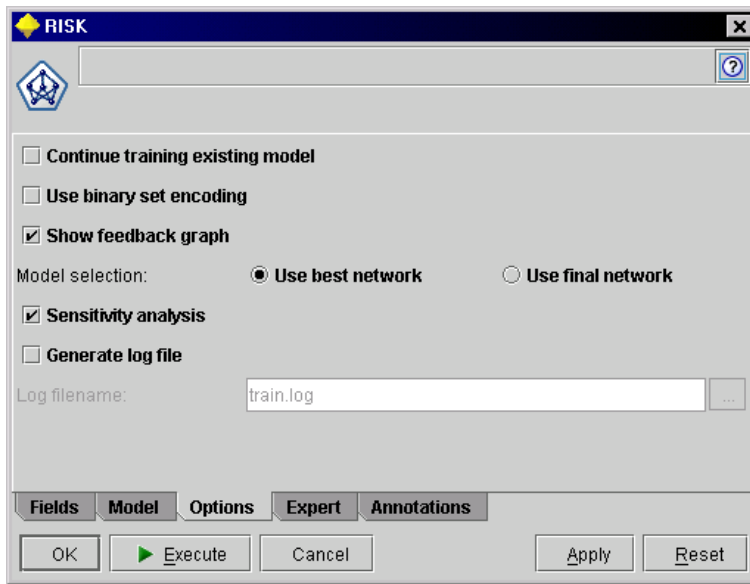 RISK
Continue training existing model
Use binary set encoding
Show feedback graph
Model selection: Use best network Use final network
Sensitivity analysis
Generate log file
Log filename: train.log ...
Fields Model Options Expert Annotations
OK Execute Cancel Apply Reset